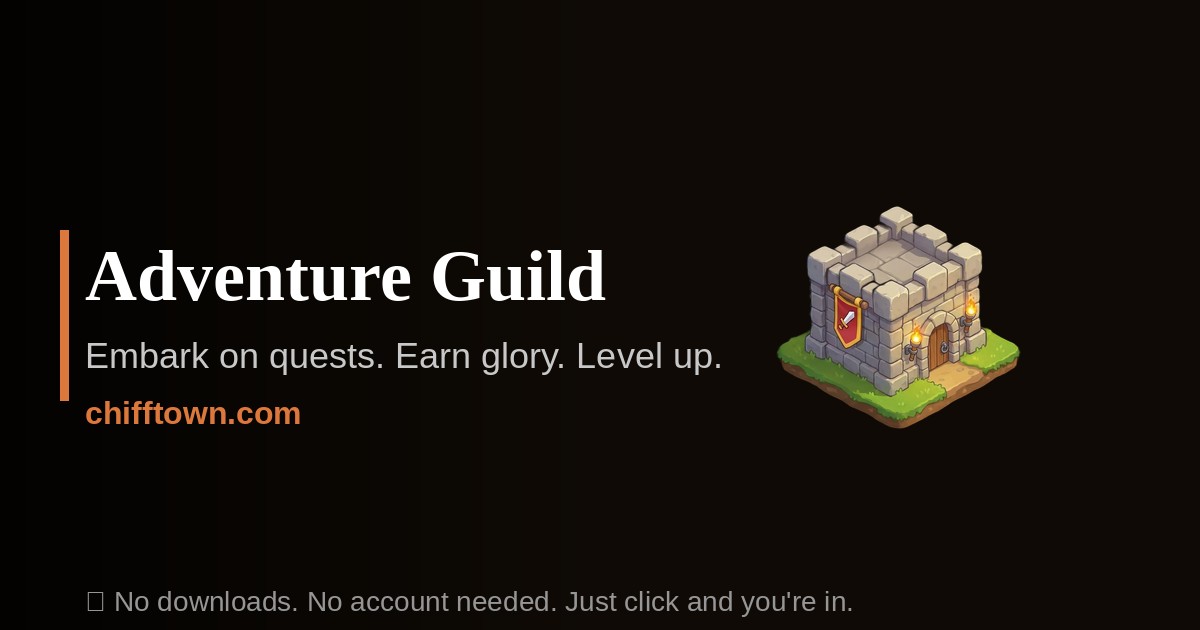 Adventure Guild
Embark on quests. Earn glory. Level up.
chifftown.com
No downloads. No account needed. Just click and you're in.